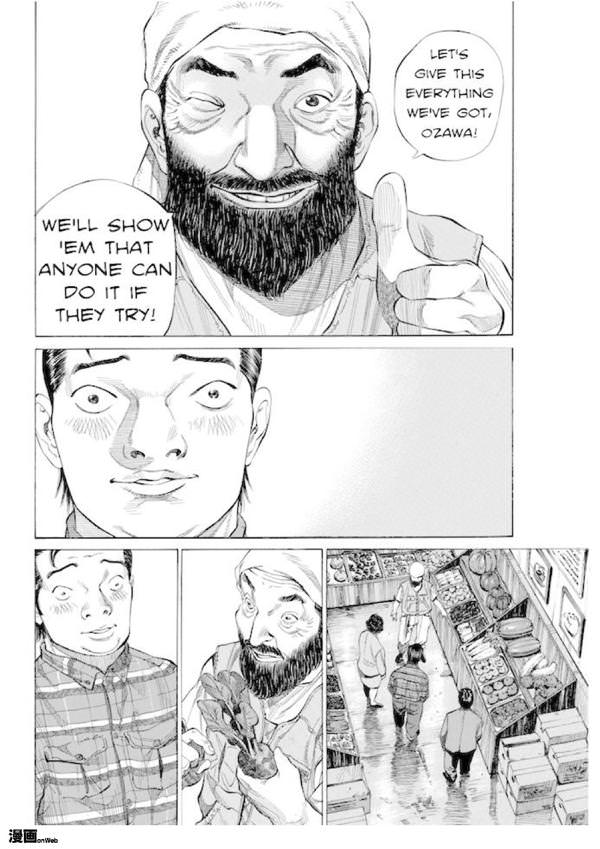 LET'S
GIVE THIS
EVERYTHING
WE'VE GOT,
OZAWA!
WE'LL SHOW
'EM THAT
ANYONE CAN
DO IT IF
THEY TRY!
漫画onWeb